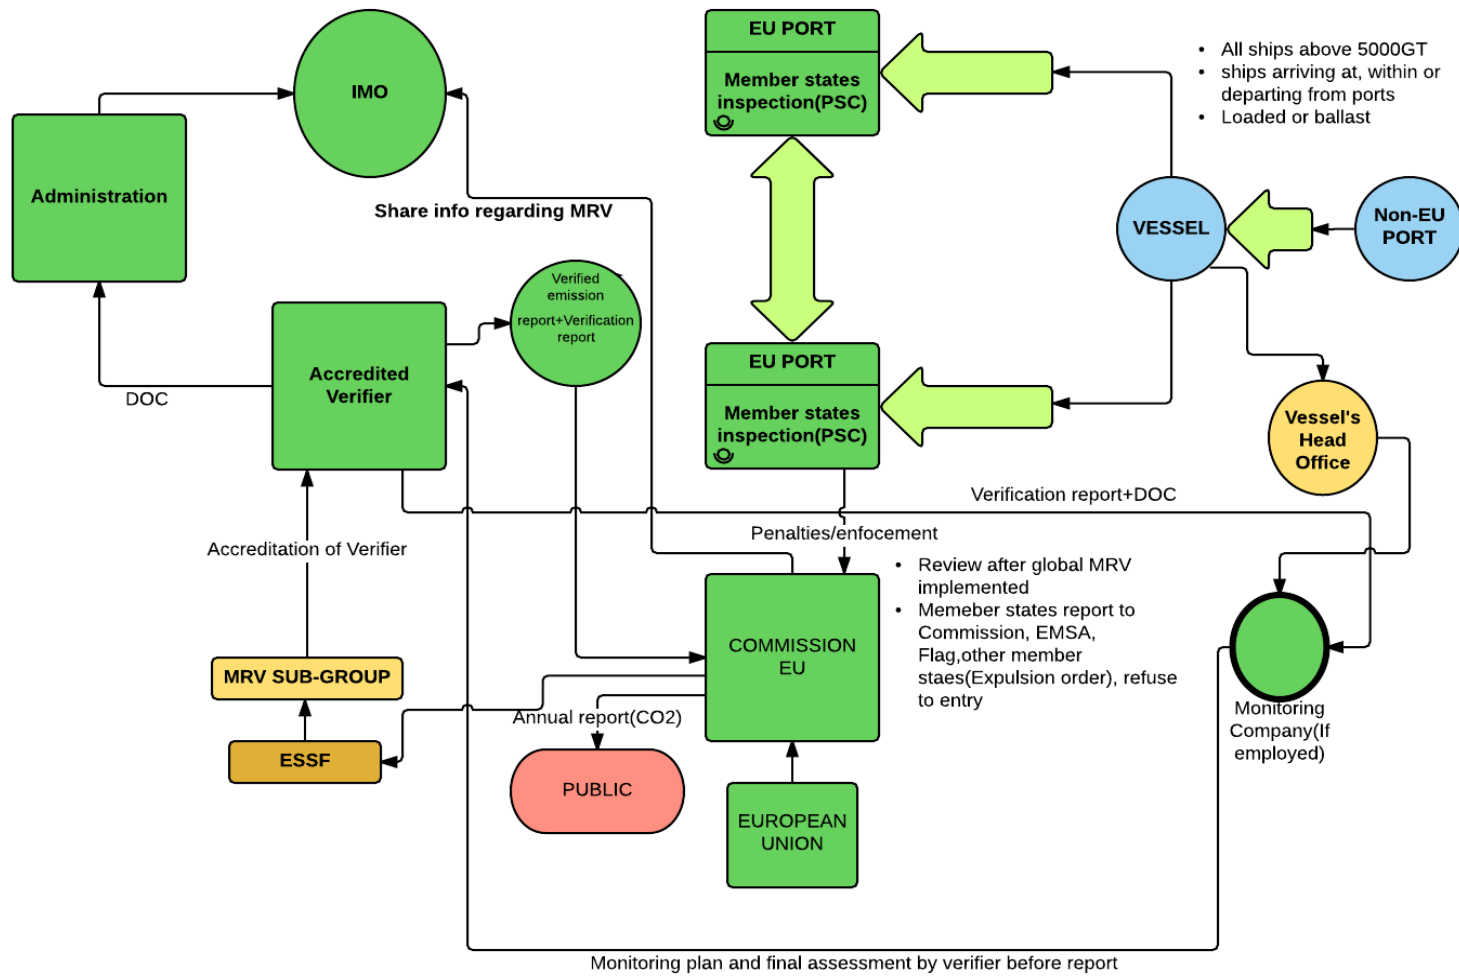 EU PORT
Member states
inspection(PSC)
• All ships above 5000GT
• ships arriving at, within or
departing from ports
• Loaded or ballast
IMO
Administration
Share info regarding MRV
VESSEL
Non-EU
PORT
Verified
emission
report+Verification
report
EU PORT
Member states
inspection(PSC)
Accredited
Verifier
DOC
Vessel's
Head
Office
Verification report+DOC
Penalties/enfocement
Accreditation of Verifier
• Review after global MRV
implemented
• Memeber states report to
Commission, EMSA,
Flag,other member
staes(Expulsion order), refuse
to entry
COMMISSION
EU
MRV SUB-GROUP
Annual report(CO2)
Monitoring
Company(If
employed)
ESSF
PUBLIC
EUROPEAN
UNION
Monitoring plan and final assessment by verifier before report